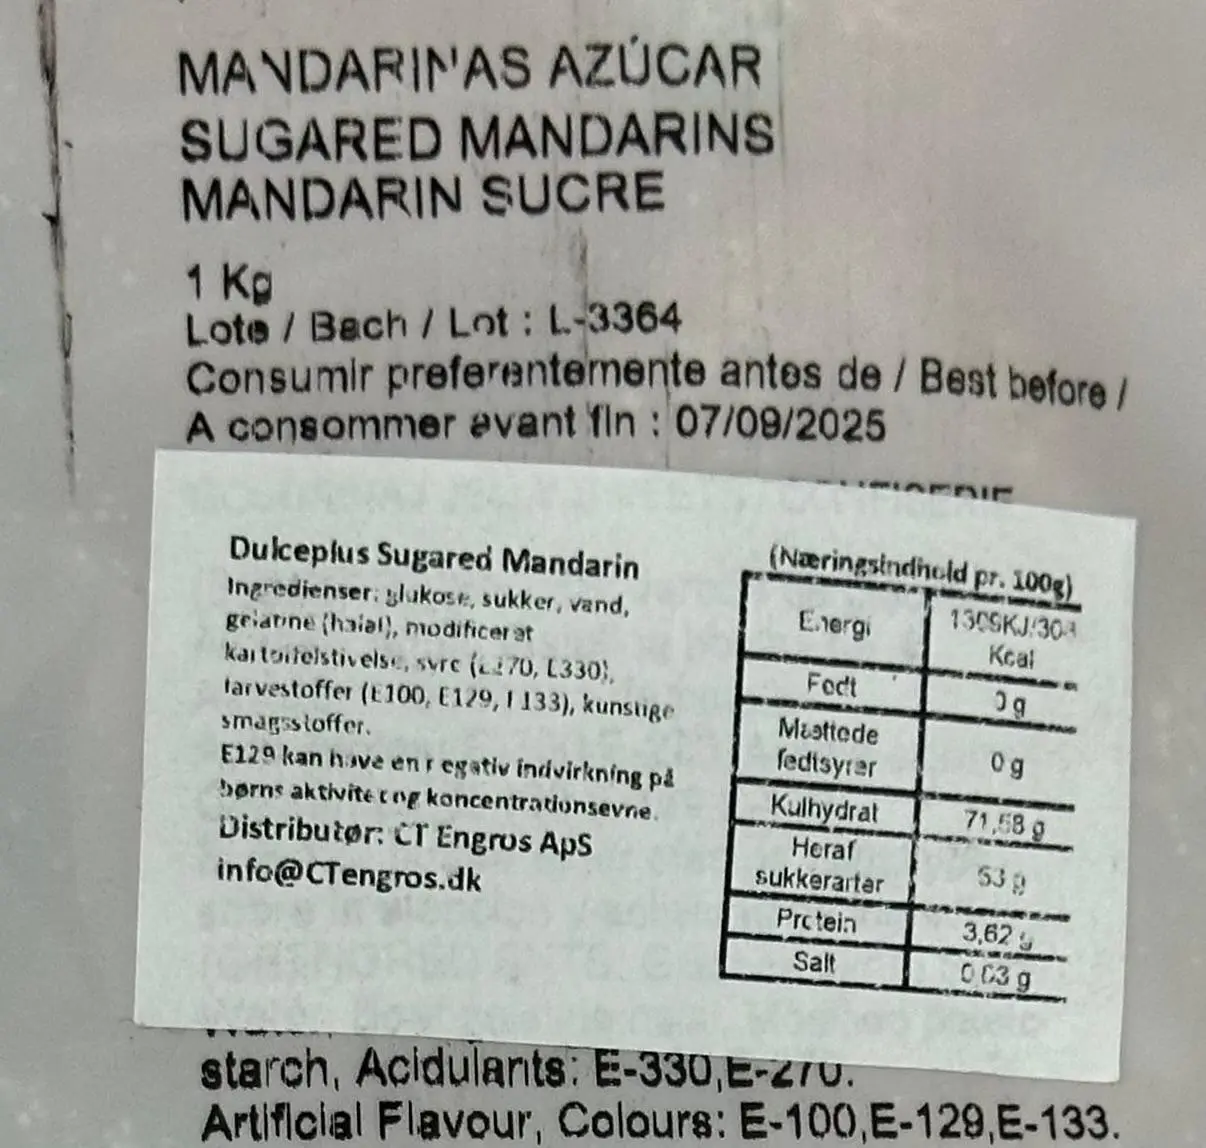 MANDARINAS AZÚCAR
SUGARED MANDARINS
MANDARIN SUCRE
1 Kg
Lote / Bach / Lot : L-3364
Consumir preferentemente antes de / Best before /
A consommer avant fin : 07/09/2025
Dulceplus Sugared Mandarin
Ingredienser: glukose, sukker, vand,
gelatine (halal), modificeret
kartoffelstivelse, syre (E270, E330),
farvestoffer (E100, E129, E133), kunstige
smagsstoffer.
E129 kan have en negativ indvirkning på
børns aktivitet og koncentrationsevne.
Distributør: CT Engros ApS
info@CTengros.dk
(Næringsindhold pr. 100g)
Energi 1309KJ/
Kcal
Fedt 0 g
Mættede
fedtsyrer 0 g
Kulhydrat 71,58 g
Heraf
sukkerarter 53 g
Protein 3,62 g
Salt 0,03 g
starch, Acidulants: E-330,E-270.
Artificial Flavour, Colours: E-100,E-129,E-133.